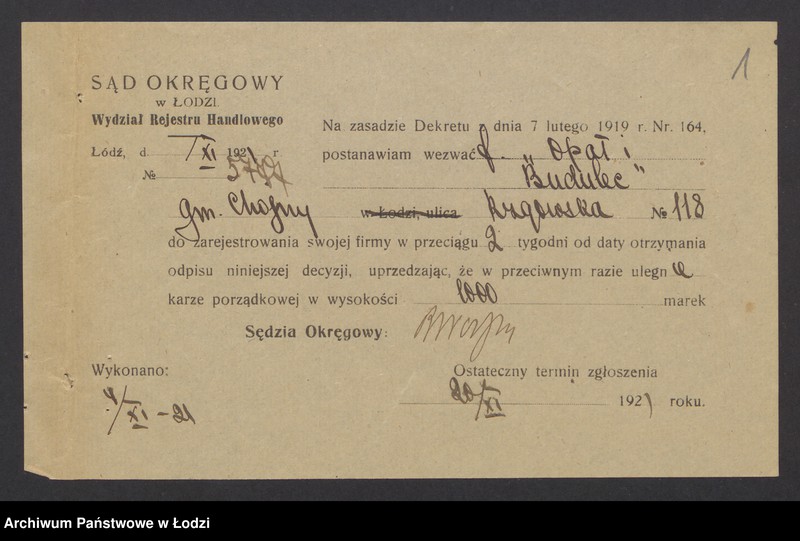 1
SĄD OKRĘGOWY
w ŁODZI.
Wydział Rejestru Handlowego
Łódź, d. 7/XI 1921 r
№
Na zasadzie Dekretu z dnia 7 lutego 1919 r. Nr. 164,
postanawiam wezwać f. „Opał i
Budulec"
gm. Chojny w Łodzi, ulica Rzgowska № 118
do zarejestrowania swojej firmy w przeciągu 2 tygodni od daty otrzymania
odpisu niniejszej decyzji, uprzedzając, że w przeciwnym razie ulegnie
karze porządkowej w wysokości 1000 marek
Sędzia Okręgowy:
Wykonano:
4/XI - 21
Ostateczny termin zgłoszenia
20/XI 1921 roku.
Archiwum Państwowe w Łodzi